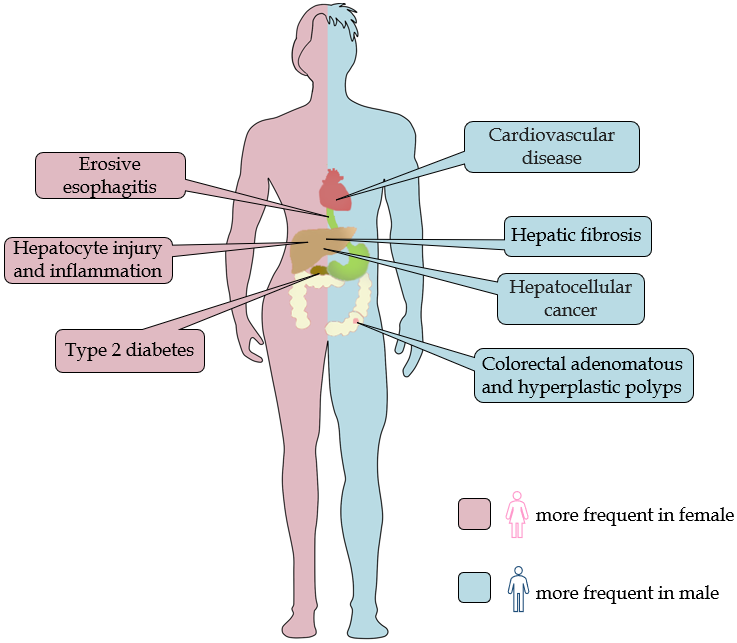 Cardiovascular
disease
Erosive
esophagitis
Hepatic fibrosis
Hepatocyte injury
and inflammation
Hepatocellular
cancer
Type 2 diabetes
Colorectal adenomatous
and hyperplastic polyps
more frequent in female
more frequent in male